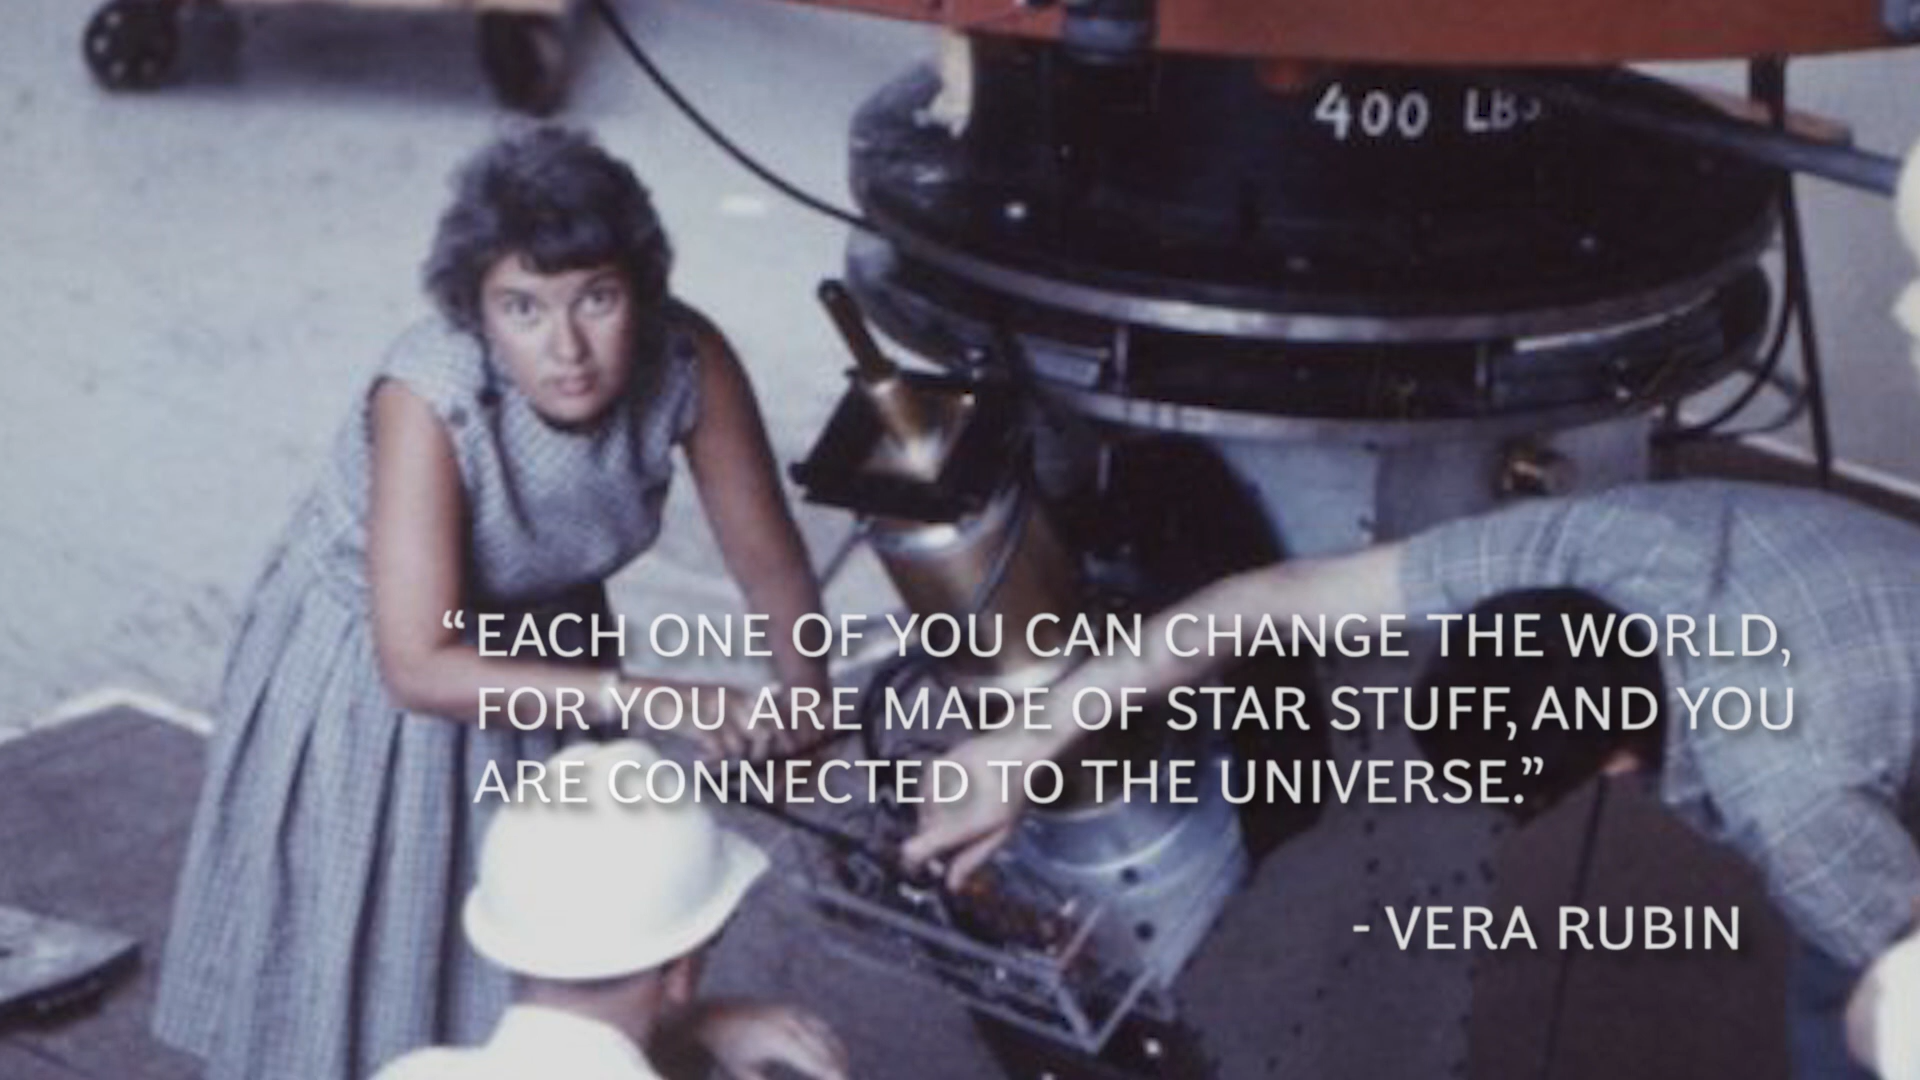 400 LBS
“EACH ONE OF YOU CAN CHANGE THE WORLD,
FOR YOU ARE MADE OF STAR STUFF, AND YOU
ARE CONNECTED TO THE UNIVERSE.”
- VERA RUBIN